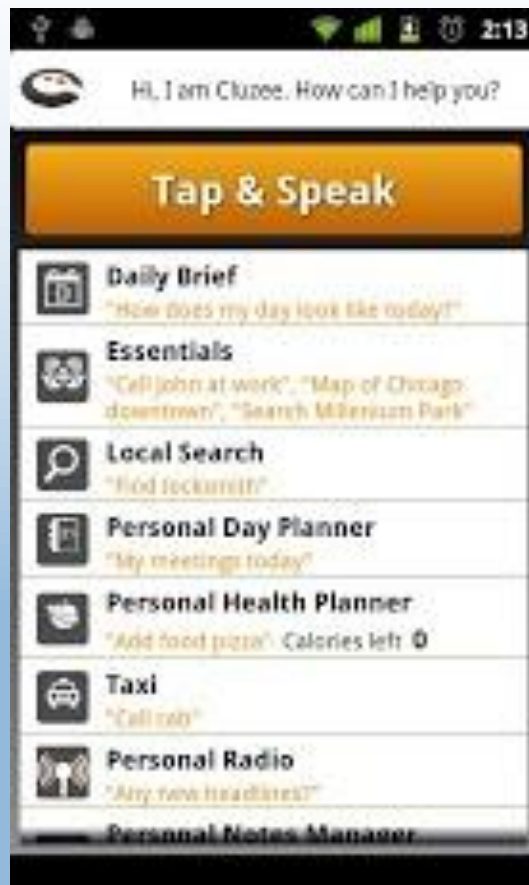 2:13
Hi, I am Cluzee. How can I help you?
Tap & Speak
Daily Brief
"How does my day look like today?"
Essentials
"Call John at work", "Map of Chicago
downtown", "Search Millenium Park"
Local Search
"Find locksmith"
Personal Day Planner
"My meetings today"
Personal Health Planner
"Add food pizza" Calories left 0
Taxi
"Call cab"
Personal Radio
"Any new headlines?"
Personal Notes Manager